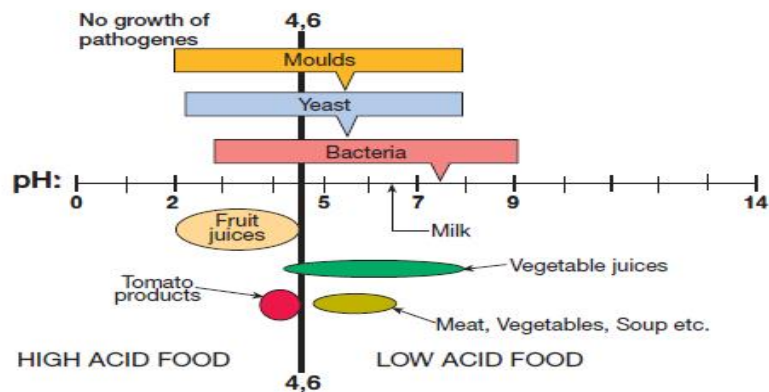 No growth of
pathogenes
4,6
Moulds
Yeast
Bacteria
pH:
0 2 5 7 8 9 14
Fruit
juices
Milk
Vegetable juices
Tomato
products
Meat, Vegetables, Soup etc.
HIGH ACID FOOD
LOW ACID FOOD
4,6